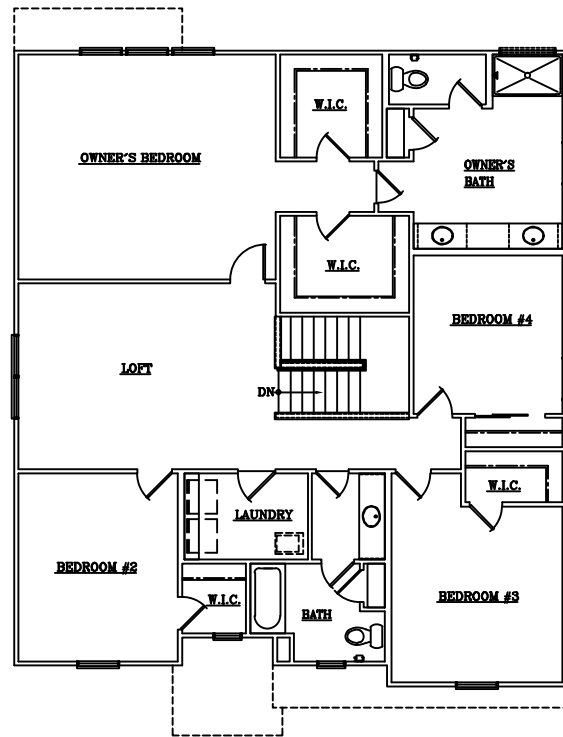 W.I.C.
OWNER'S BEDROOM
OWNER'S
BATH
W.I.C.
BEDROOM #4
LOFT
DN
W.I.C.
LAUNDRY
BEDROOM #2
BEDROOM #3
W.I.C.
BATH